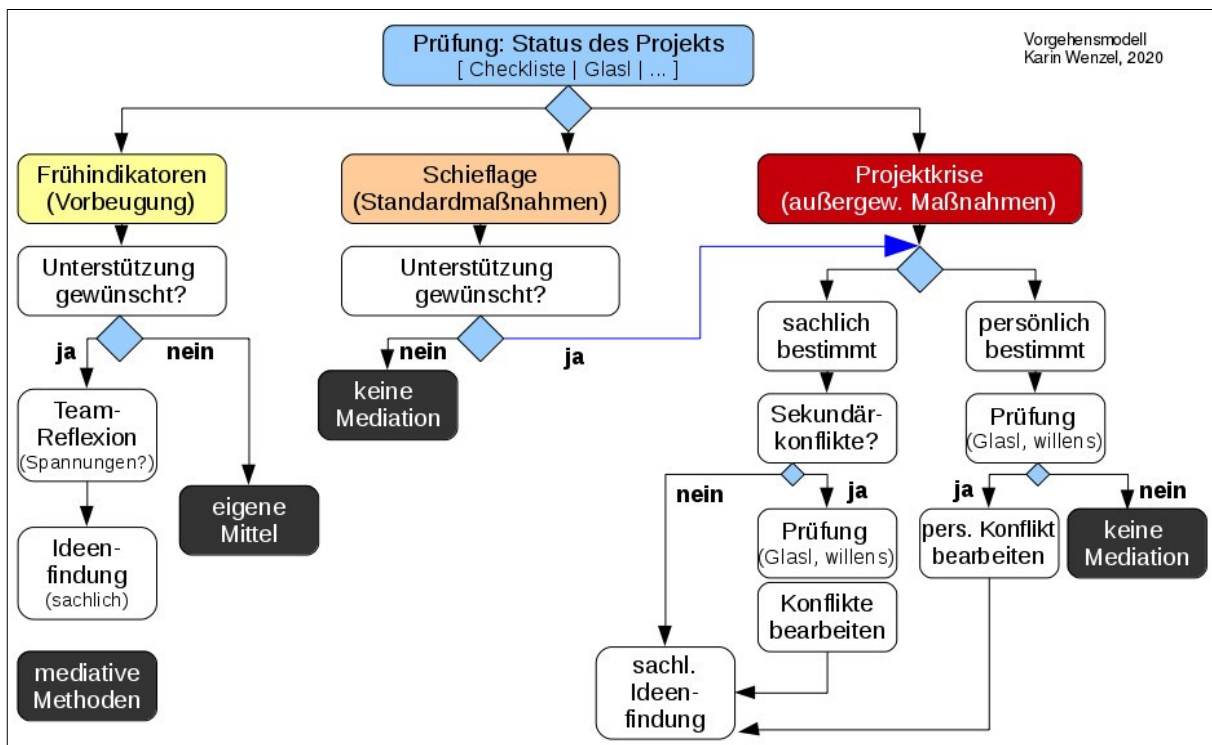 Prüfung: Status des Projekts
[ Checkliste | Glasl | ... ]
Vorgehensmodell
Karin Wenzel, 2020
Frühindikatoren
(Vorbeugung)
Unterstützung
gewünscht?
ja
nein
Team-
Reflexion
(Spannungen?)
Ideen-
findung
(sachlich)
eigene
Mittel
mediative
Methoden
Schieflage
(Standardmaßnahmen)
Unterstützung
gewünscht?
nein
ja
keine
Mediation
Projektkrise
(außergew. Maßnahmen)
sachlich
bestimmt
Sekundär-
konflikte?
nein
ja
Prüfung
(Glasl, willens)
Konflikte
bearbeiten
sachl.
Ideen-
findung
persönlich
bestimmt
Prüfung
(Glasl, willens)
ja
nein
pers. Konflikt
bearbeiten
keine
Mediation